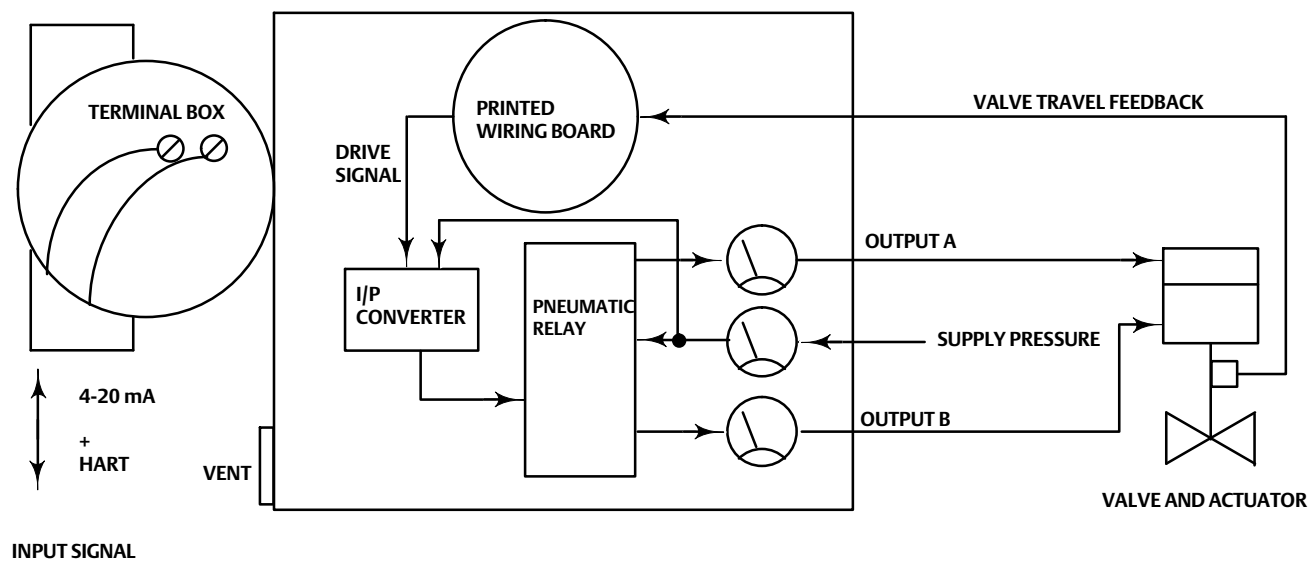 TERMINAL BOX
PRINTED
WIRING BOARD
VALVE TRAVEL FEEDBACK
DRIVE
SIGNAL
OUTPUT A
I/P
CONVERTER
PNEUMATIC
RELAY
SUPPLY PRESSURE
4-20 mA
+
HART
OUTPUT B
VENT
VALVE AND ACTUATOR
INPUT SIGNAL